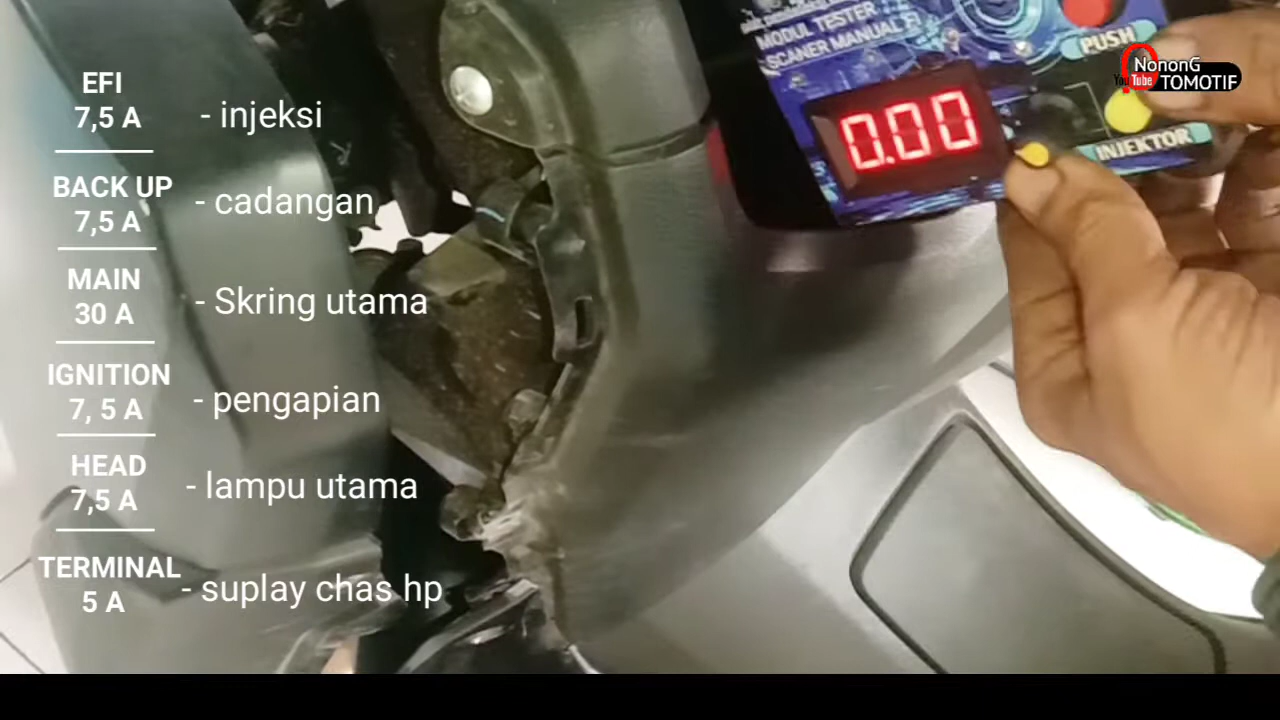 EFI
7,5 A
- injeksi
BACK UP
7,5 A
- cadangan
MAIN
30 A
- Skring utama
IGNITION
7, 5 A
- pengapian
HEAD
7,5 A
- lampu utama
TERMINAL
5 A
- suplay chas hp
MODUL TESTER
SCANER MANUAL FI
0.00
PUSH
INJEKTOR
NononG
YouTube TOMOTIF